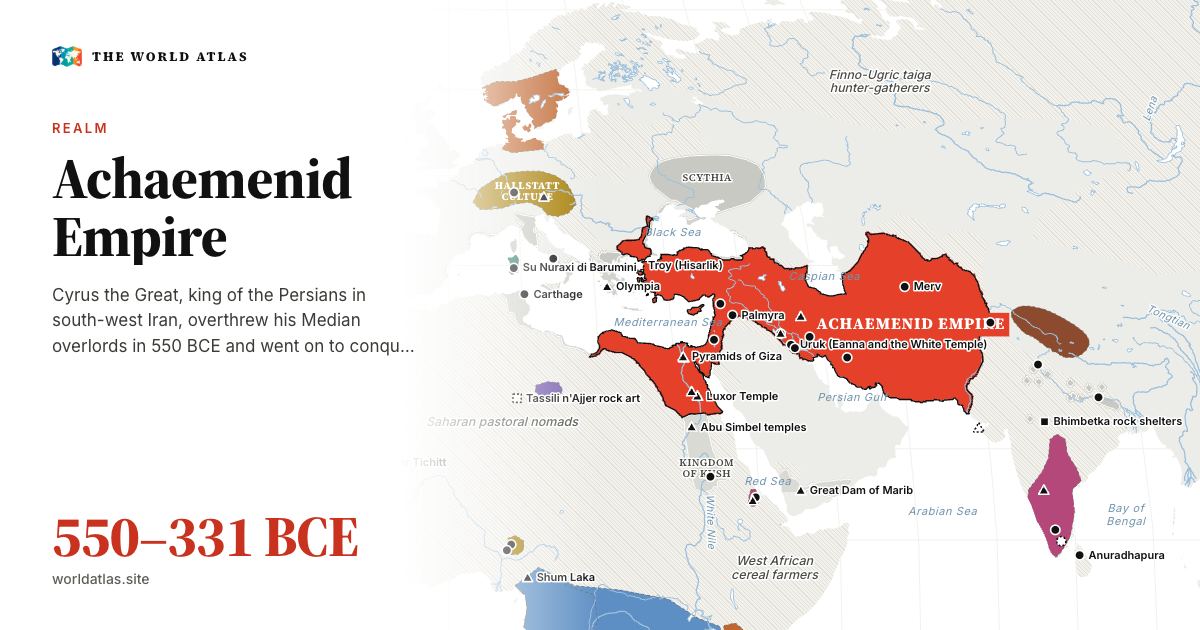 THE WORLD ATLAS
REALM
Achaemenid
Empire
Cyrus the Great, king of the Persians in
south-west Iran, overthrew his Median
overlords in 550 BCE and went on to conqu...
550–331 BCE
worldatlas.site
Finno-Ugric taiga
hunter-gatherers
Lena
HALLSTATT
CULTURE
SCYTHIA
Black Sea
Su Nuraxi di Barumini
Troy (Hisarlik)
Caspian Sea
Olympia
Merv
Carthage
Palmyra
Tongtian
Mediterranean Sea
ACHAEMENID EMPIRE
Uruk (Eanna and the White Temple)
Pyramids of Giza
Tassili n'Ajjer rock art
Luxor Temple
Persian Gulf
Saharan pastoral nomads
Abu Simbel temples
Bhimbetka rock shelters
Tichitt
KINGDOM
OF KUSH
Red Sea
Great Dam of Marib
White Nile
Arabian Sea
Bay of
Bengal
West African
cereal farmers
Anuradhapura
Shum Laka